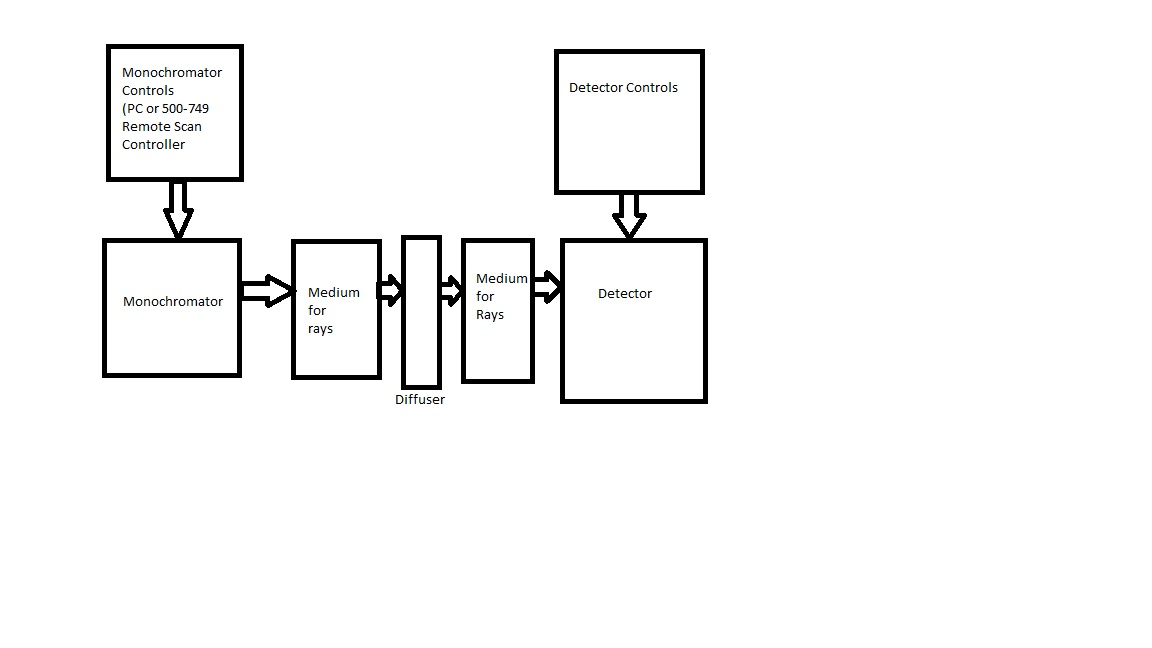 Monochromator
Controls
(PC or 500-749
Remote Scan
Controller
Detector Controls
Monochromator
Medium
for
rays
Diffuser
Medium
for
Rays
Detector